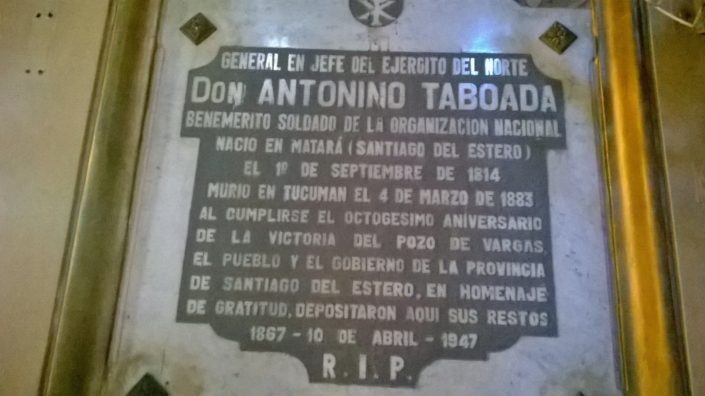 GENERAL EN JEFE DEL EJERCITO DEL NORTE
DON ANTONINO TABOADA
BENEMERITO SOLDADO DE LA ORGANIZACION NACIONAL
NACIO EN MATARÁ (SANTIAGO DEL ESTERO)
EL 1º DE SEPTIEMBRE DE 1814
MURIO EN TUCUMAN EL 4 DE MARZO DE 1883
AL CUMPLIRSE EL OCTOGESIMO ANIVERSARIO
DE LA VICTORIA DEL POZO DE VARGAS,
EL PUEBLO Y EL GOBIERNO DE LA PROVINCIA
DE SANTIAGO DEL ESTERO, EN HOMENAJE
DE GRATITUD, DEPOSITARON AQUI SUS RESTOS
1867 - 10 DE ABRIL - 1947
R. I. P.